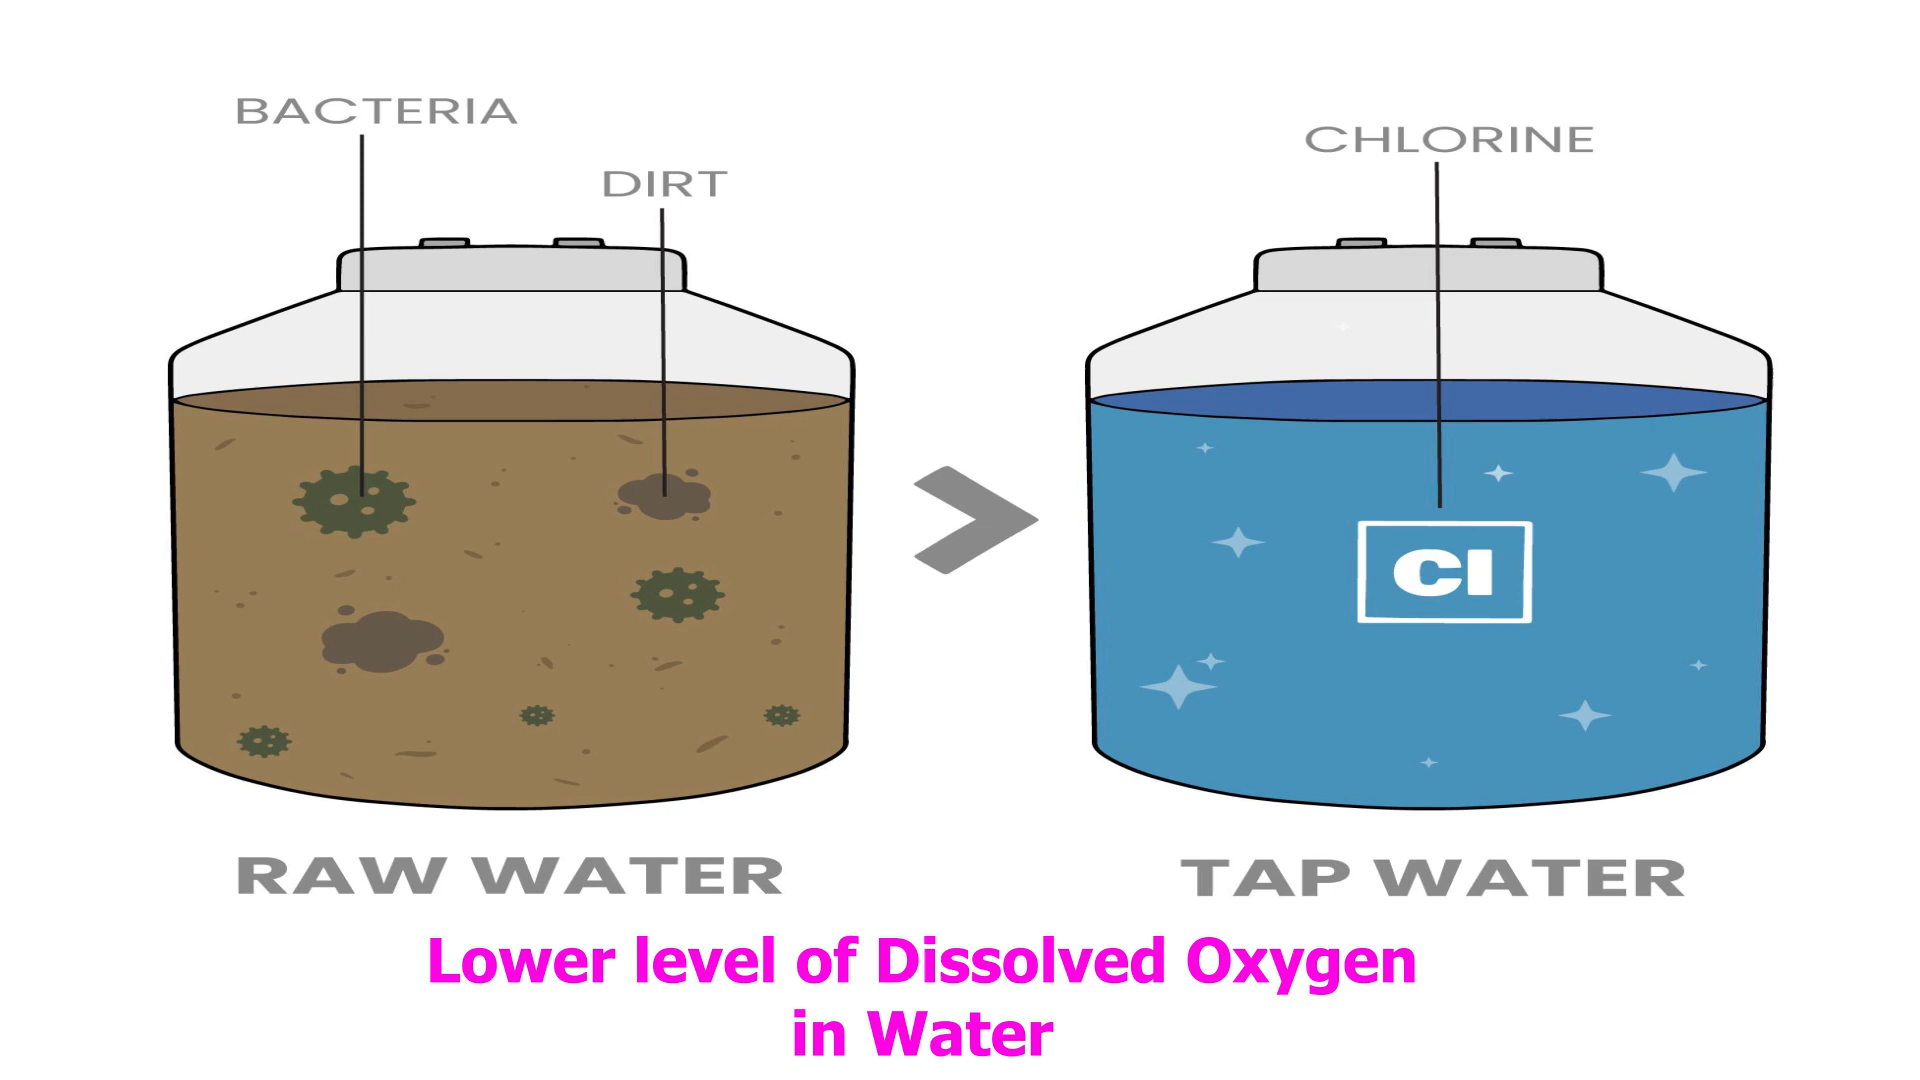 BACTERIA
DIRT
CHLORINE
Cl
RAW WATER
TAP WATER
Lower level of Dissolved Oxygen
in Water